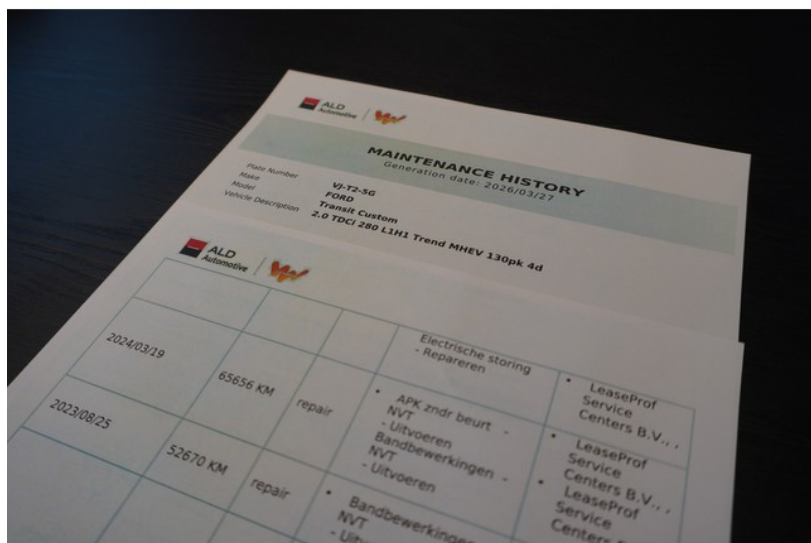 ALD
Automotive
MAINTENANCE HISTORY
Generation date: 2026/03/27
Plate Number VJ-T2-SG
Make FORD
Model Transit Custom
Vehicle Description 2.0 TDCi 280 L1H1 Trend MHEV 130pk 4d
ALD
Automotive
Electrische storing
- Repareren
2024/03/19
65656 KM
repair
• APK zndr beurt -
NVT
- Uitvoeren
Bandbewerkingen -
NVT
- Uitvoeren
• LeaseProf
Service
Centers B.V., ,
• LeaseProf
Service
Centers B.V., ,
• LeaseProf
Service
Centers
2023/08/25
52670 KM
repair
• Bandbewerkingen
NVT